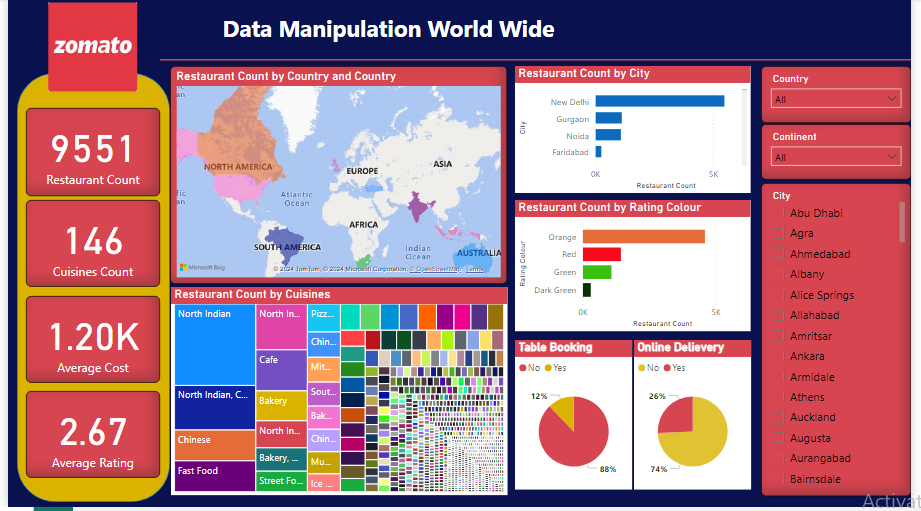 zomato
Data Manipulation World Wide
9551
Restaurant Count
146
Cuisines Count
1.20K
Average Cost
2.67
Average Rating
Restaurant Count by Country and Country
NORTH AMERICA
EUROPE
ASIA
Atlantic
Ocean
AFRICA
SOUTH AMERICA
Indian
Ocean
AUSTRALIA
Microsoft Bing
© 2024 TomTom, © 2024 Microsoft Corporation, © OpenStreetMap Terms
Restaurant Count by Cuisines
North Indian
North Indian, C...
Chinese
Fast Food
North In...
Cafe
Bakery
North In...
Bakery, ...
Street Fo...
Pizz...
Chin...
Mit...
Sout...
Bak...
Chin...
Mu...
Ice ...
Restaurant Count by City
City
New Delhi
Gurgaon
Noida
Faridabad
0K
5K
Restaurant Count
Restaurant Count by Rating Colour
Rating Colour
Orange
Red
Green
Dark Green
0K
5K
Restaurant Count
Table Booking
No Yes
12%
88%
Online Delievery
No Yes
26%
74%
Country
All
Continent
All
City
Abu Dhabi
Agra
Ahmedabad
Albany
Alice Springs
Allahabad
Amritsar
Ankara
Armidale
Athens
Auckland
Augusta
Aurangabad
Bairnsdale
Activat